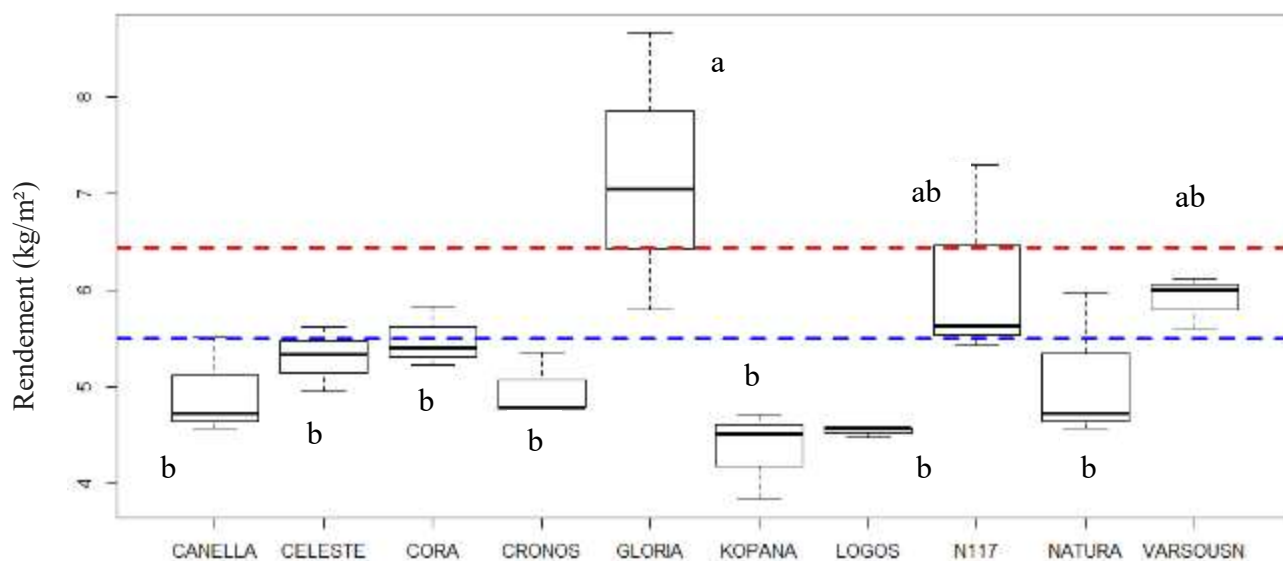 Rendement (kg/m²)
8
7
6
5
4
a
ab
ab
b
b
b
b
b
b
b
CANELLA CELESTE CORA CRONOS GLORIA KOPANA LOGOS N117 NATURA VARSOUSN